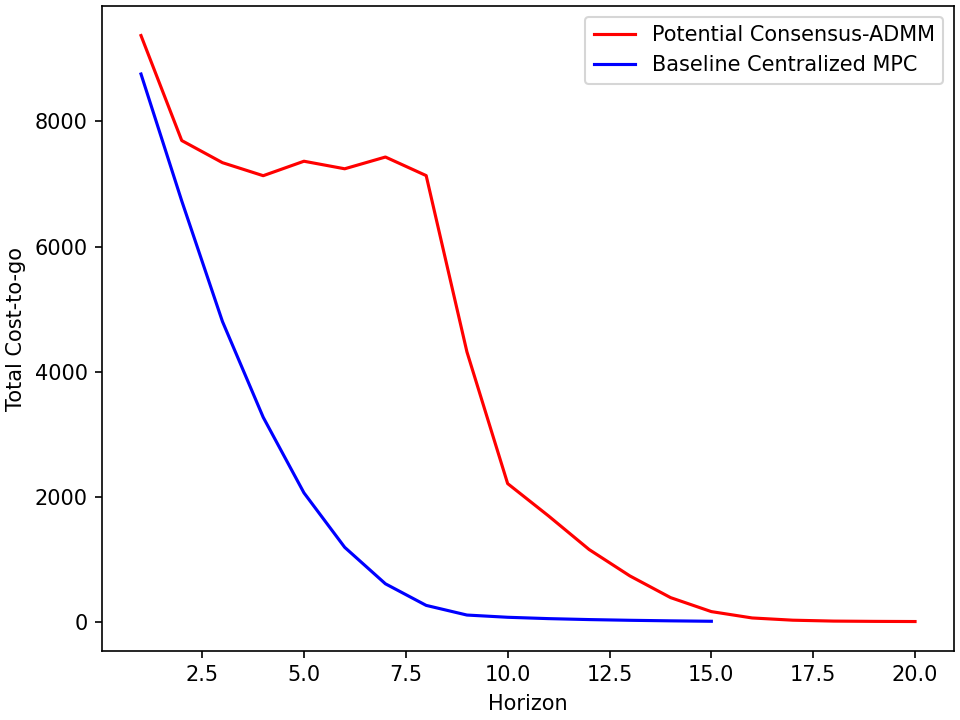 Potential Consensus-ADMM
Baseline Centralized MPC
Total Cost-to-go
8000
6000
4000
2000
0
2.5 5.0 7.5 10.0 12.5 15.0 17.5 20.0
Horizon